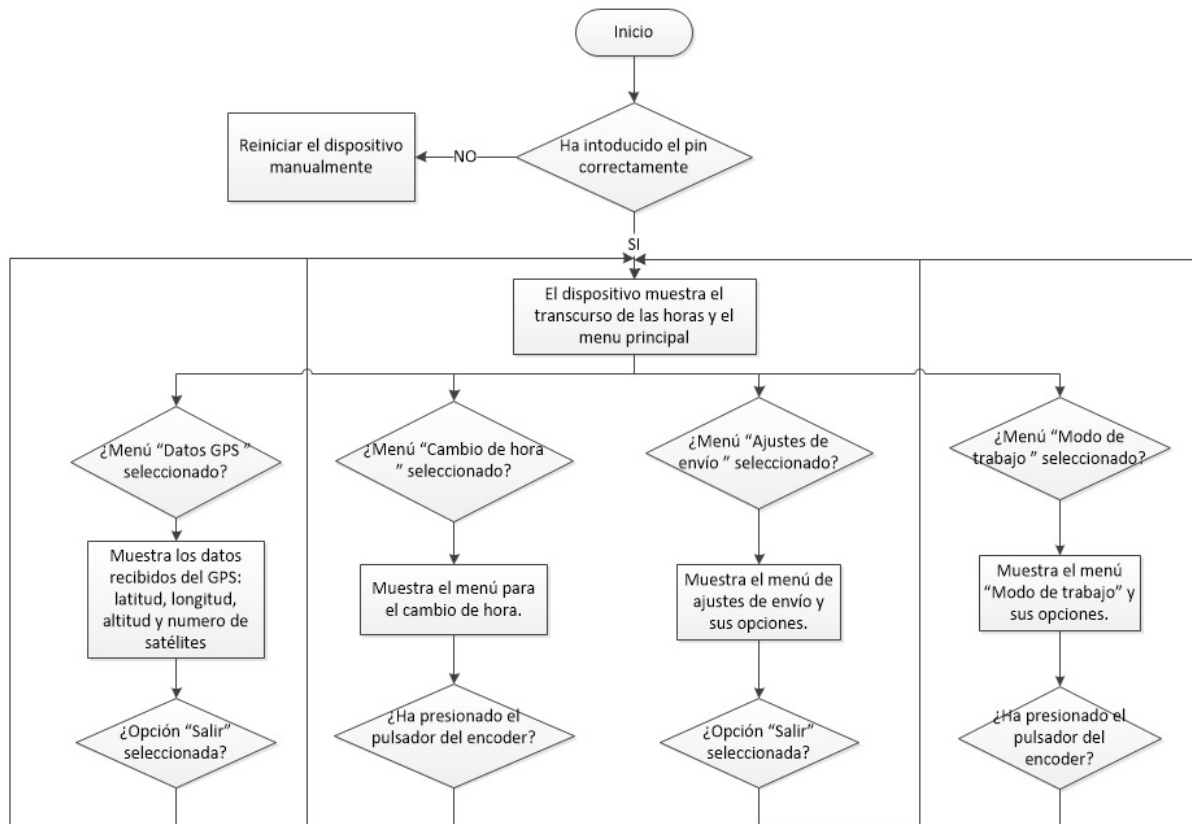 Inicio
Ha intoducido el pin
correctamente
NO
Reiniciar el dispositivo
manualmente
SI
El dispositivo muestra el
transcurso de las horas y el
menu principal
¿Menú “Datos GPS ”
seleccionado?
¿Menú “Cambio de hora
” seleccionado?
¿Menú “Ajustes de
envío ” seleccionado?
¿Menú “Modo de
trabajo ” seleccionado?
Muestra los datos
recibidos del GPS:
latitud, longitud,
altitud y numero de
satélites
Muestra el menú para
el cambio de hora.
Muestra el menú de
ajustes de envío y
sus opciones.
Muestra el menú
“Modo de trabajo” y
sus opciones.
¿Opción “Salir”
seleccionada?
¿Ha presionado el
pulsador del encoder?
¿Opción “Salir”
seleccionada?
¿Ha presionado el
pulsador del
encoder?